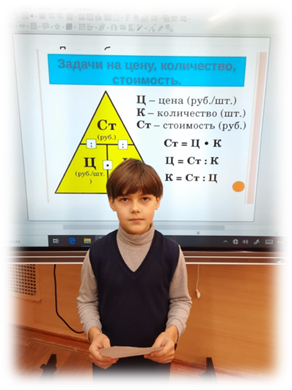 Задачи на цену, количество,
стоимость.
Ст
(руб.)
:
:
Ц
(руб./шт.
)
•
Ц – цена (руб./шт.)
К – количество (шт.)
Ст – стоимость (руб.)
Ст = Ц • К
Ц = Ст : К
К = Ст : Ц